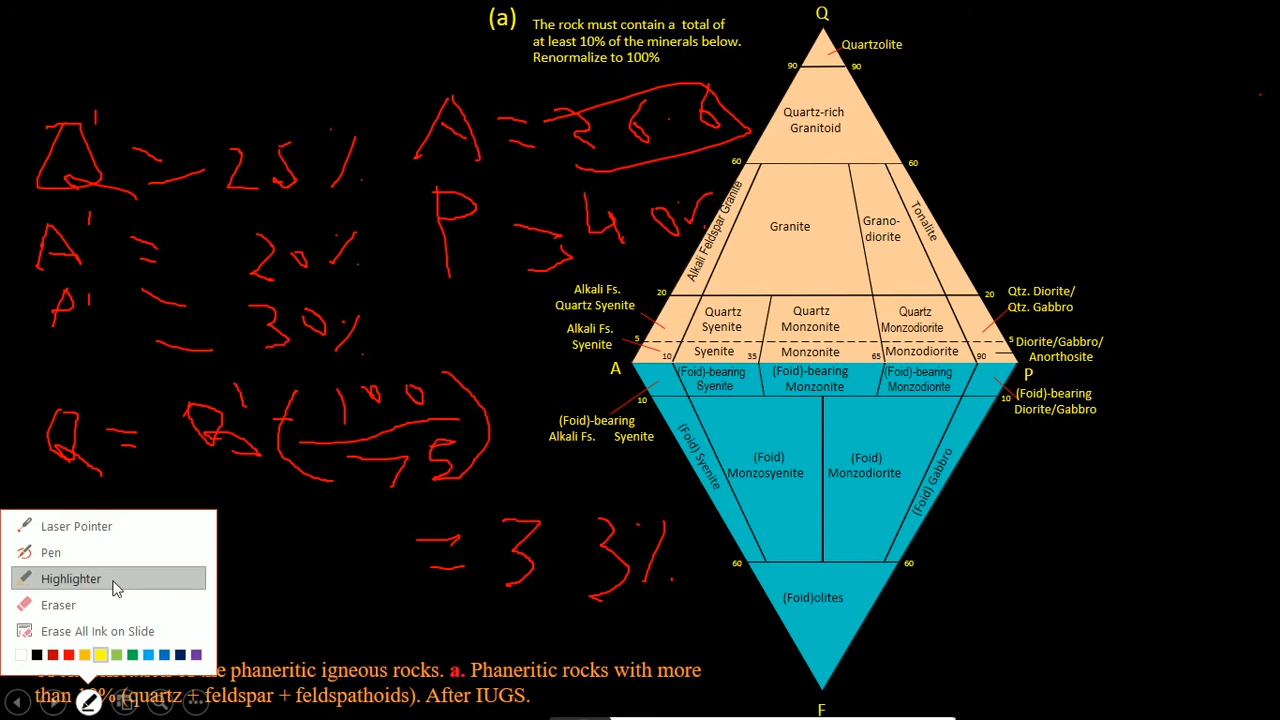 (a)
The rock must contain a total of
at least 10% of the minerals below.
Renormalize to 100%
Q
Quartzolite
90
90
Quartz-rich
Granitoid
60
60
Alkali Feldspar Granite
Granite
Grano-
diorite
Tonalite
20
20
Alkali Fs.
Quartz Syenite
Quartz
Syenite
Quartz
Monzonite
Quartz
Monzodiorite
Qtz. Diorite/
Qtz. Gabbro
Alkali Fs.
Syenite
5
5
10
Syenite
35
Monzonite
65
Monzodiorite
90
Diorite/Gabbro/
Anorthosite
A
P
(Foid)-bearing
Syenite
(Foid)-bearing
Monzonite
(Foid)-bearing
Monzodiorite
(Foid)-bearing
Diorite/Gabbro
10
10
(Foid)-bearing
Alkali Fs. Syenite
(Foid) Syenite
(Foid)
Monzosyenite
(Foid)
Monzodiorite
(Foid) Gabbro
60
60
(Foid)olites
F
Q' = 25%
A' = 20%
P' = 30%
A = 26.6
P = 40%
Q = Q' (100/75)
= 33%
Laser Pointer
Pen
Highlighter
Eraser
Erase All Ink on Slide
the phaneritic igneous rocks. a. Phaneritic rocks with more
than 10% (quartz + feldspar + feldspathoids). After IUGS.